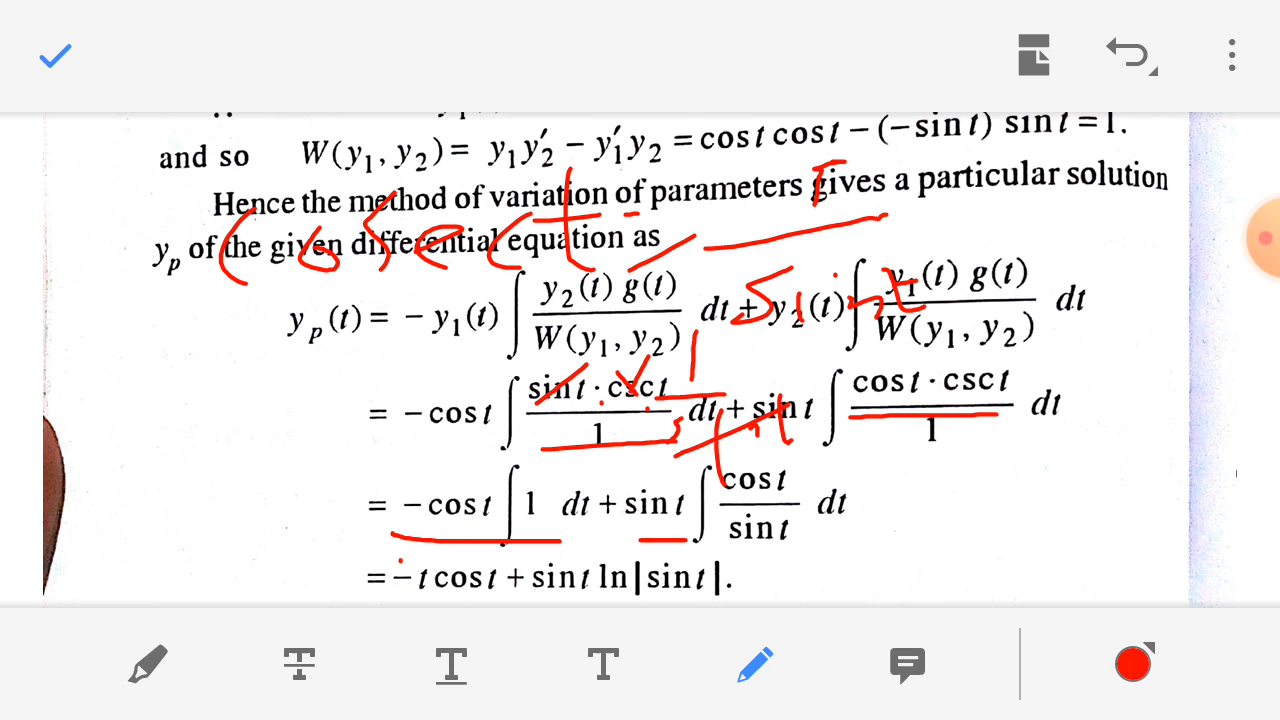 and so W(y₁, y₂) = y₁y₂′ − y₁′y₂ = cos t cos t − (−sin t) sin t = 1.
Hence the method of variation of parameters gives a particular solution
yₚ of the given differential equation as
cosec t
yₚ(t) = − y₁(t) ∫ y₂(t) g(t) / W(y₁, y₂) dt + y₂(t) ∫ y₁(t) g(t) / W(y₁, y₂) dt
sint
= − cos t ∫ sin t · csc t / 1 dt + sin t ∫ cos t · csc t / 1 dt
1
= − cos t ∫ 1 dt + sin t ∫ cos t / sin t dt
= − t cos t + sin t ln |sin t|.
T
T
T